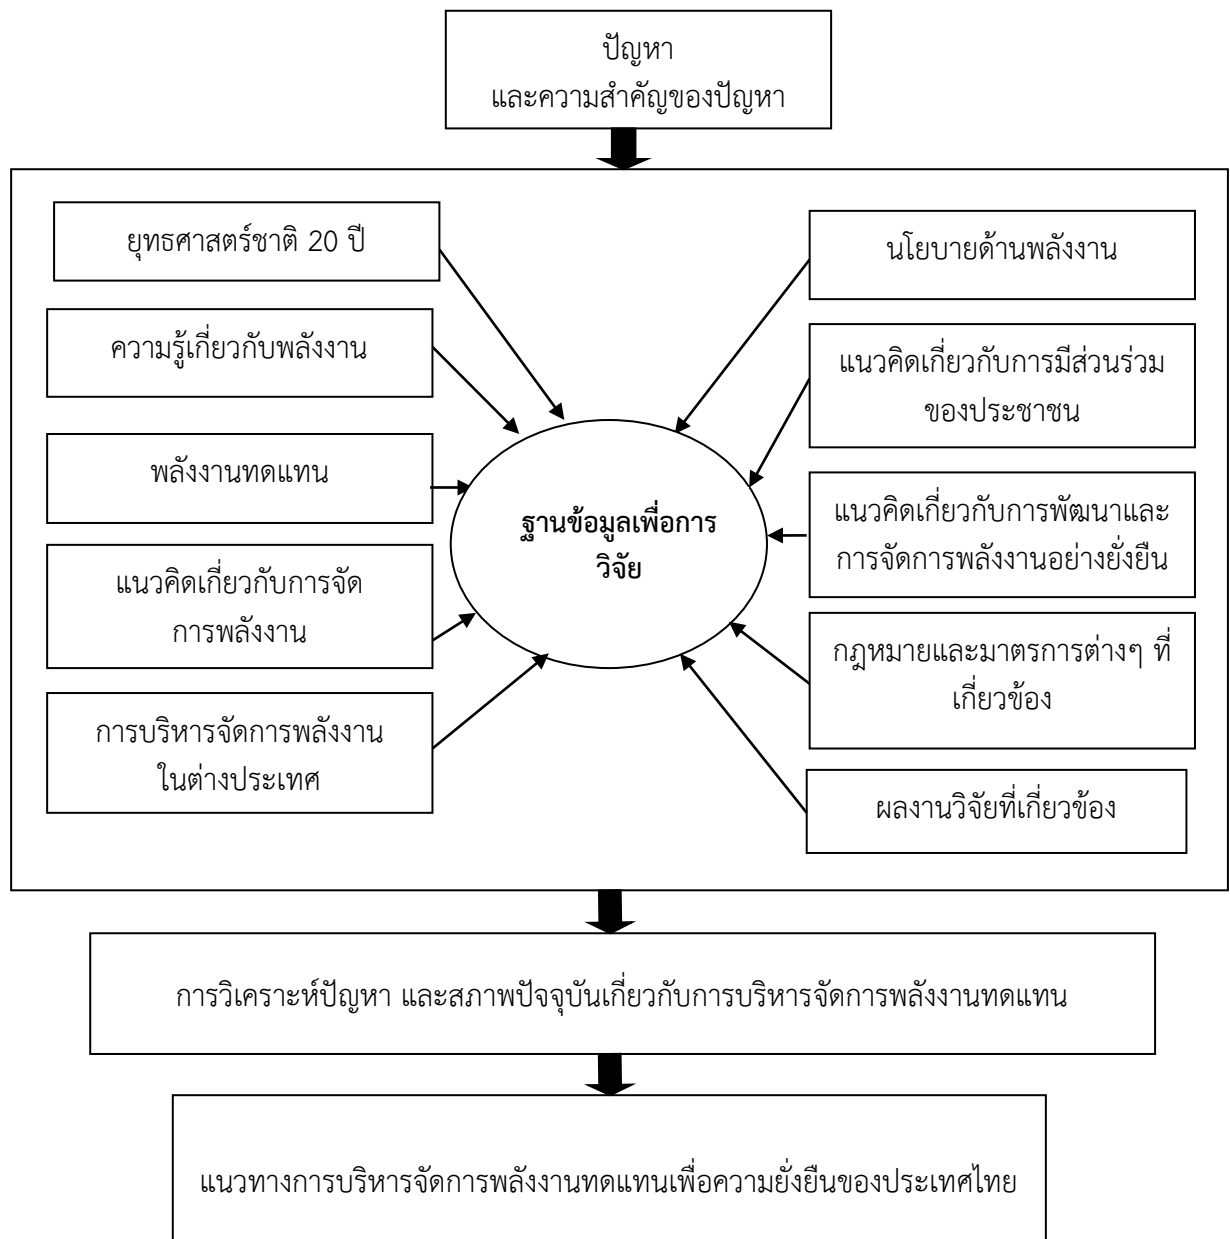 ปัญหา
และความสำคัญของปัญหา
ยุทธศาสตร์ชาติ 20 ปี
ความรู้เกี่ยวกับพลังงาน
พลังงานทดแทน
แนวคิดเกี่ยวกับการจัด
การพลังงาน
การบริหารจัดการพลังงาน
ในต่างประเทศ
ฐานข้อมูลเพื่อการ
วิจัย
นโยบายด้านพลังงาน
แนวคิดเกี่ยวกับการมีส่วนร่วม
ของประชาชน
แนวคิดเกี่ยวกับการพัฒนาและ
การจัดการพลังงานอย่างยั่งยืน
กฎหมายและมาตรการต่างๆ ที่
เกี่ยวข้อง
ผลงานวิจัยที่เกี่ยวข้อง
การวิเคราะห์ปัญหา และสภาพปัจจุบันเกี่ยวกับการบริหารจัดการพลังงานทดแทน
แนวทางการบริหารจัดการพลังงานทดแทนเพื่อความยั่งยืนของประเทศไทย